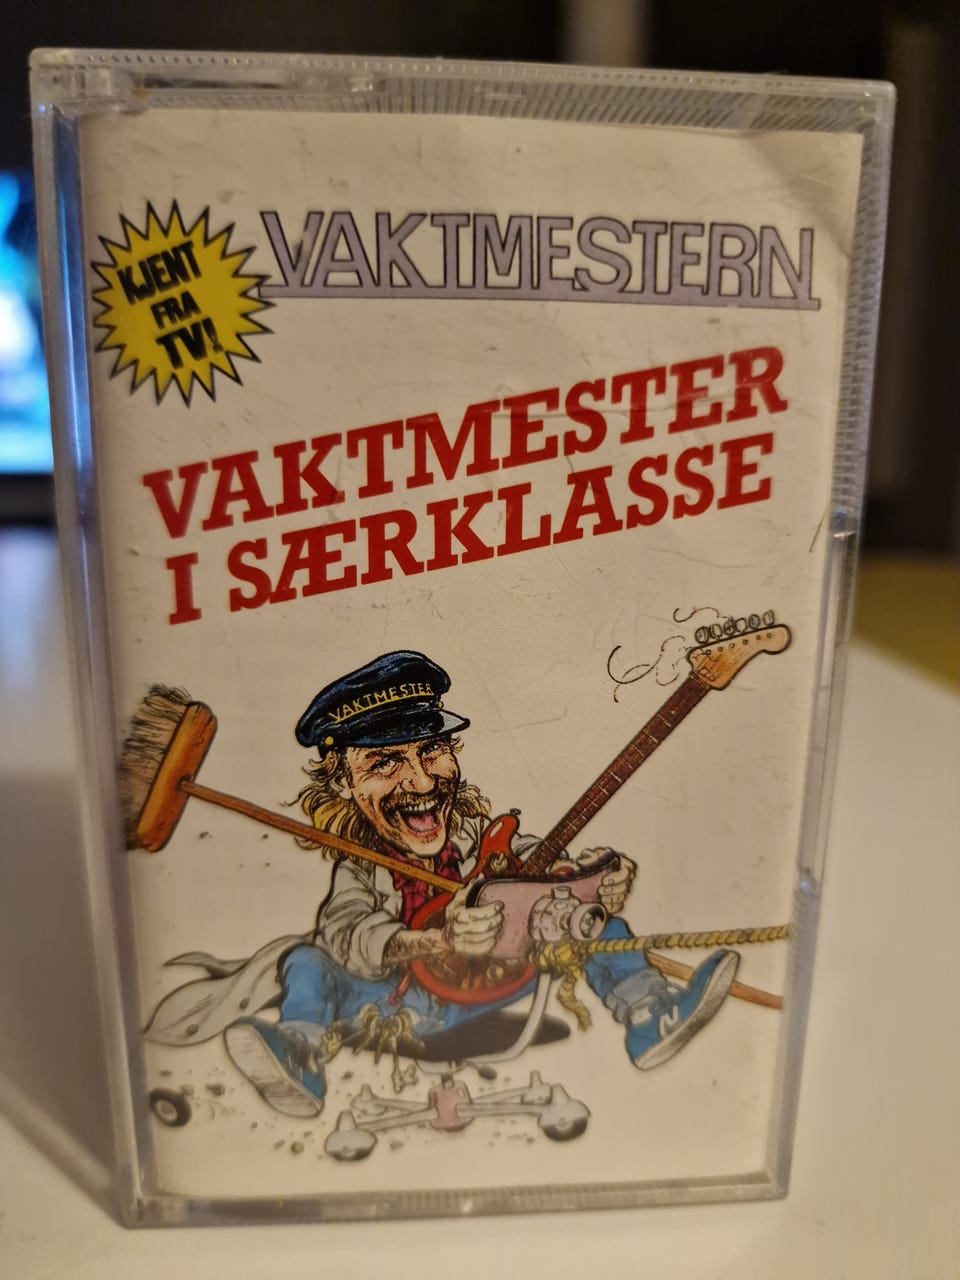 KJENT
FRA
TV!
VAKTMESTERN
VAKTMESTER
I SÆRKLASSE
VAKTMESTER
N